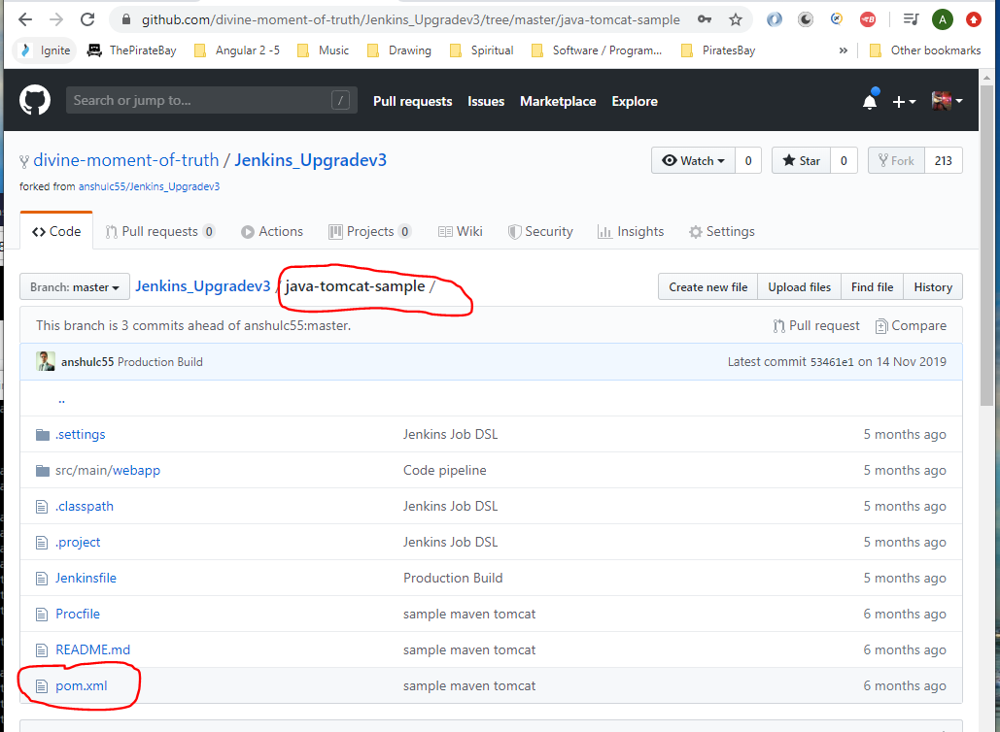 github.com/divine-moment-of-truth/Jenkins_Upgradev3/tree/master/java-tomcat-sample A
Ignite ThePirateBay Angular 2 -5 Music Drawing Spiritual Software / Program... PiratesBay » Other bookmarks
Search or jump to... / Pull requests Issues Marketplace Explore
divine-moment-of-truth / Jenkins_Upgradev3 Watch 0 Star 0 Fork 213
forked from anshulc55/Jenkins_Upgradev3
Code Pull requests 0 Actions Projects 0 Wiki Security Insights Settings
Branch: master Jenkins_Upgradev3 / java-tomcat-sample / Create new file Upload files Find file History
This branch is 3 commits ahead of anshulc55:master. Pull request Compare
anshulc55 Production Build Latest commit 53461e1 on 14 Nov 2019
..
.settings Jenkins Job DSL 5 months ago
src/main/webapp Code pipeline 5 months ago
.classpath Jenkins Job DSL 5 months ago
.project Jenkins Job DSL 5 months ago
Jenkinsfile Production Build 5 months ago
Procfile sample maven tomcat 6 months ago
README.md sample maven tomcat 6 months ago
pom.xml sample maven tomcat 6 months ago